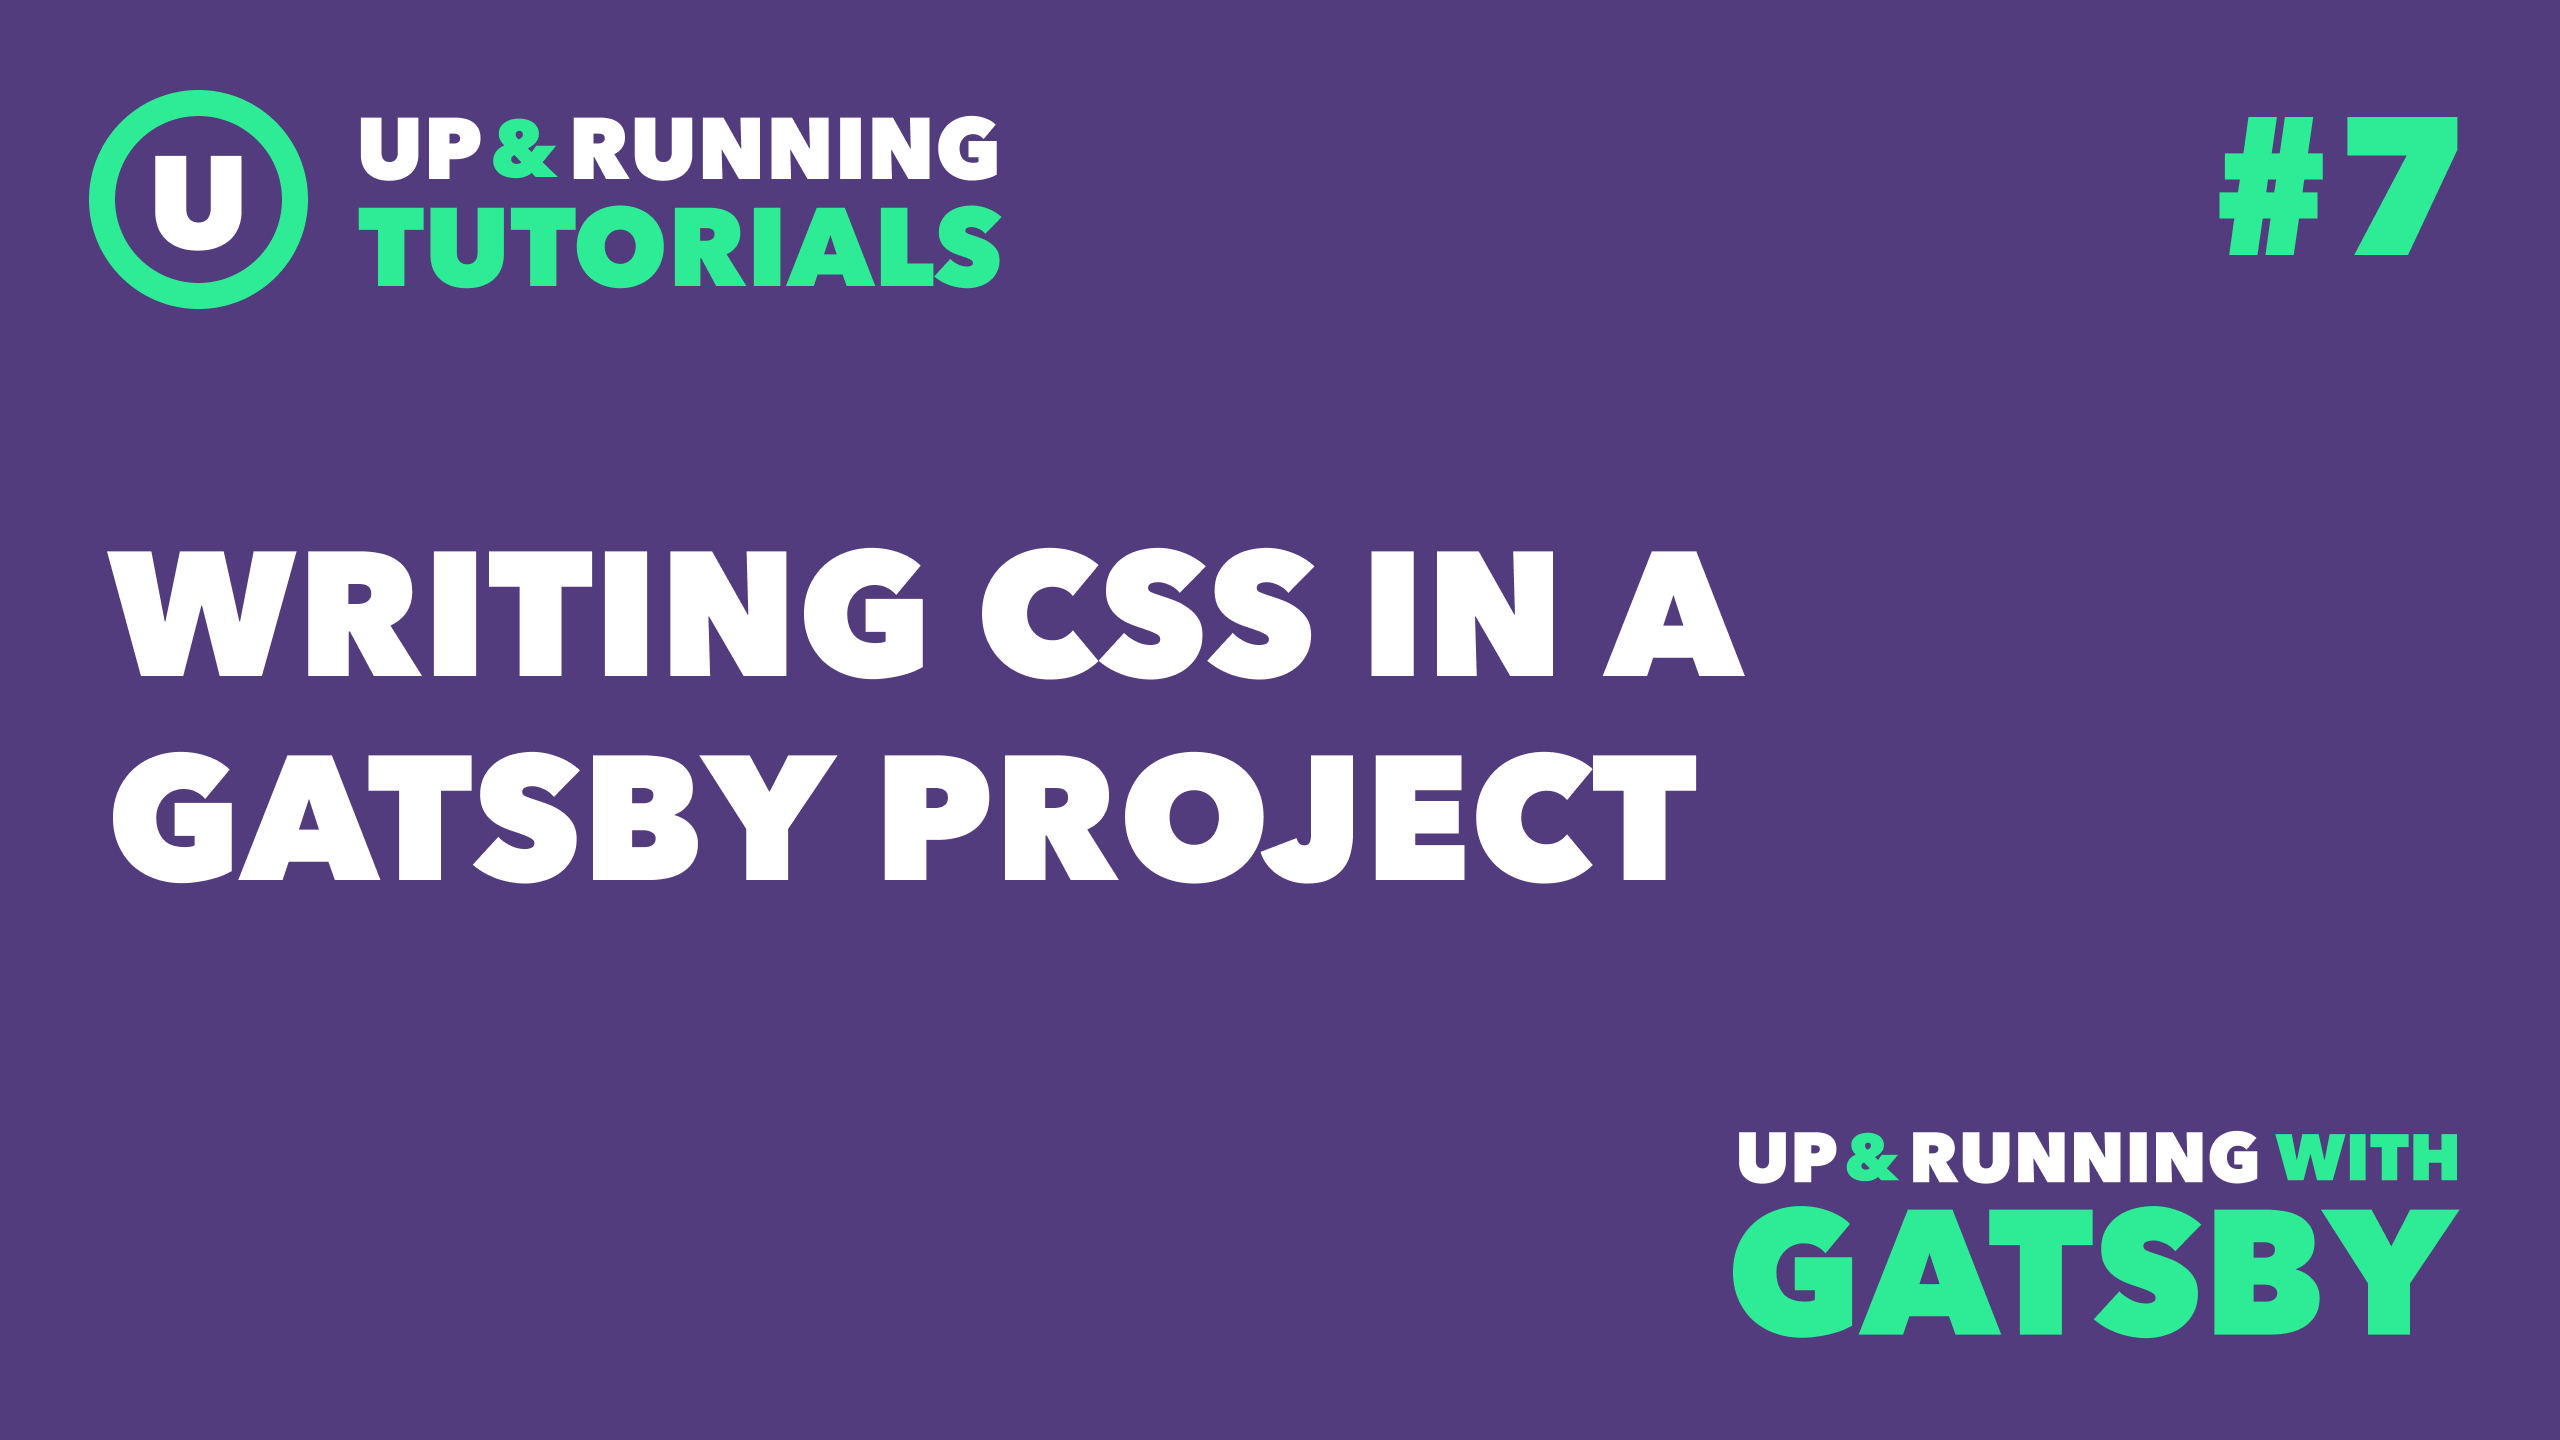 U
UP & RUNNING
TUTORIALS
#7
WRITING CSS IN A
GATSBY PROJECT
UP & RUNNING WITH
GATSBY